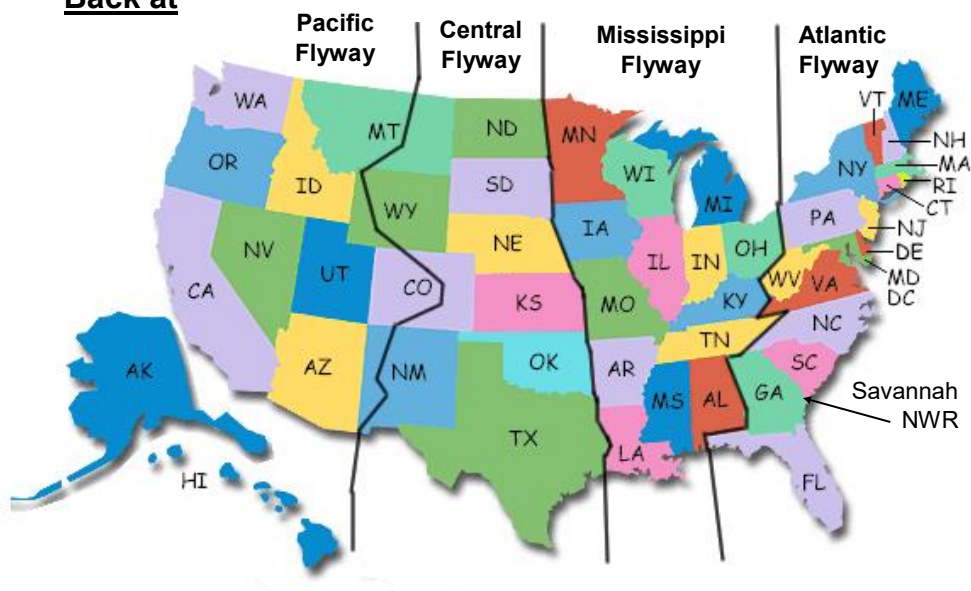 Back at
Pacific
Flyway
Central
Flyway
Mississippi
Flyway
Atlantic
Flyway
WA
MT
ND
MN
VT
ME
NH
MA
RI
CT
OR
ID
SD
WI
NY
WY
MI
PA
NJ
DE
MD
DC
NV
UT
NE
IA
IL
IN
OH
WV
VA
CA
CO
KS
MO
KY
NC
TN
AZ
NM
OK
AR
SC
AK
MS
AL
GA
Savannah
NWR
TX
LA
HI
FL